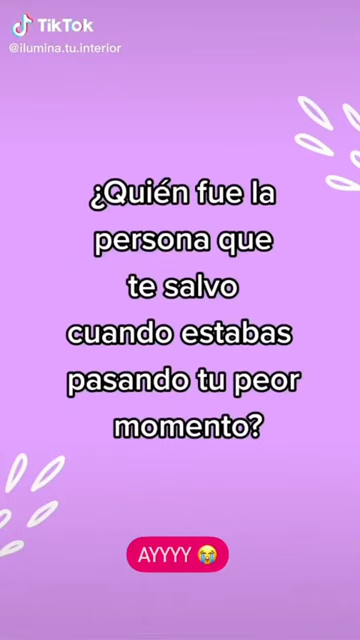 TikTok
@ilumina.tu.interior
¿Quién fue la
persona que
te salvo
cuando estabas
pasando tu peor
momento?
AYYYY 😭